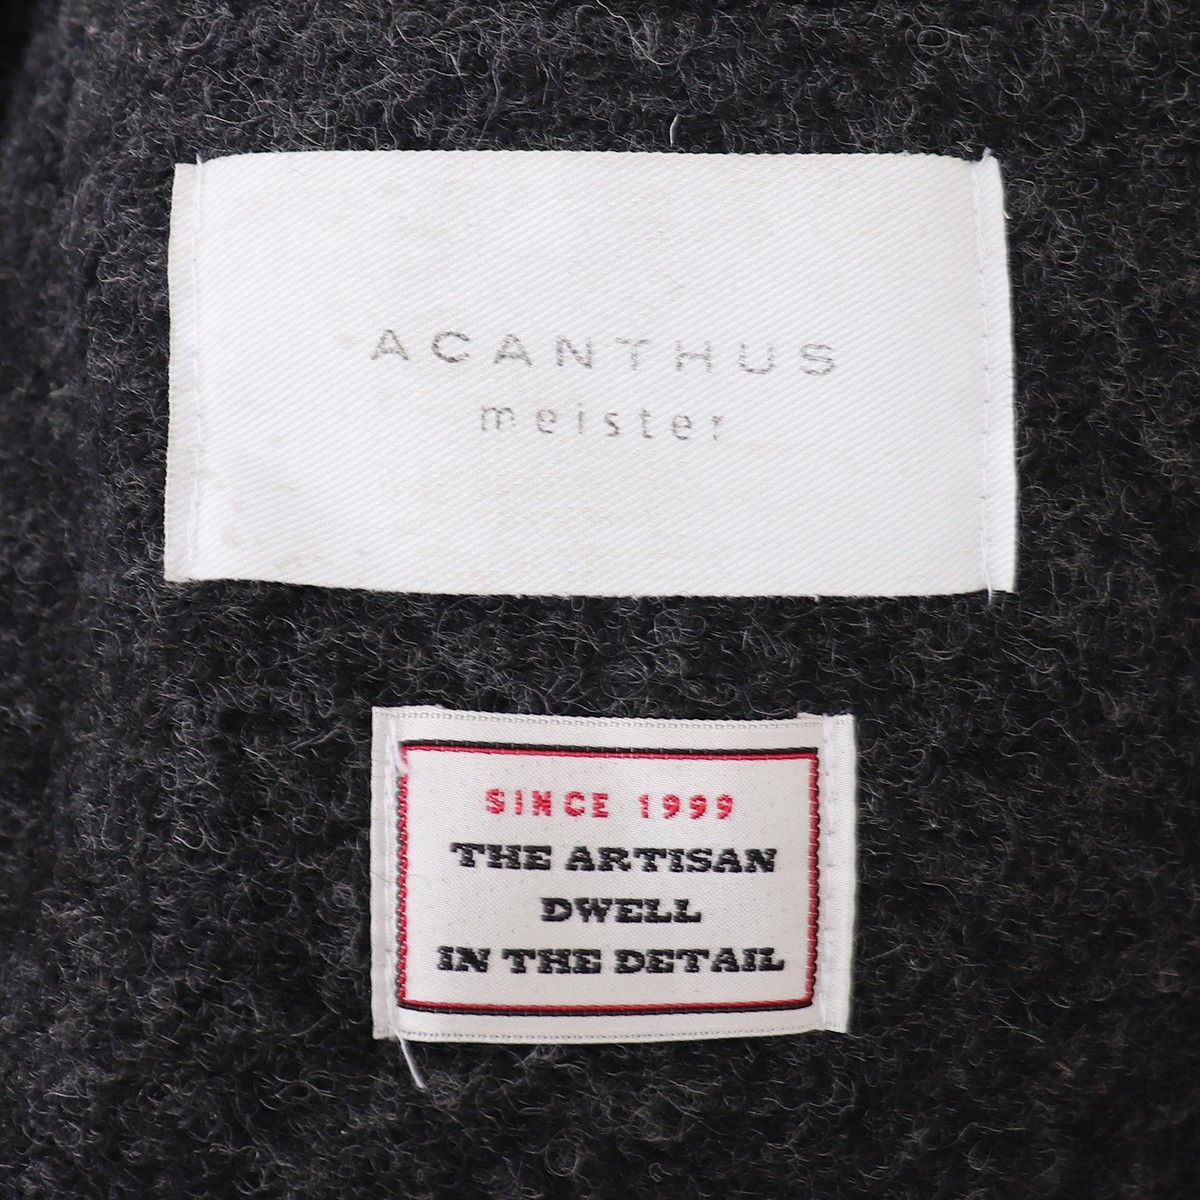 ACANTHUS
meister
SINCE 1999
THE ARTISAN
DWELL
IN THE DETAIL